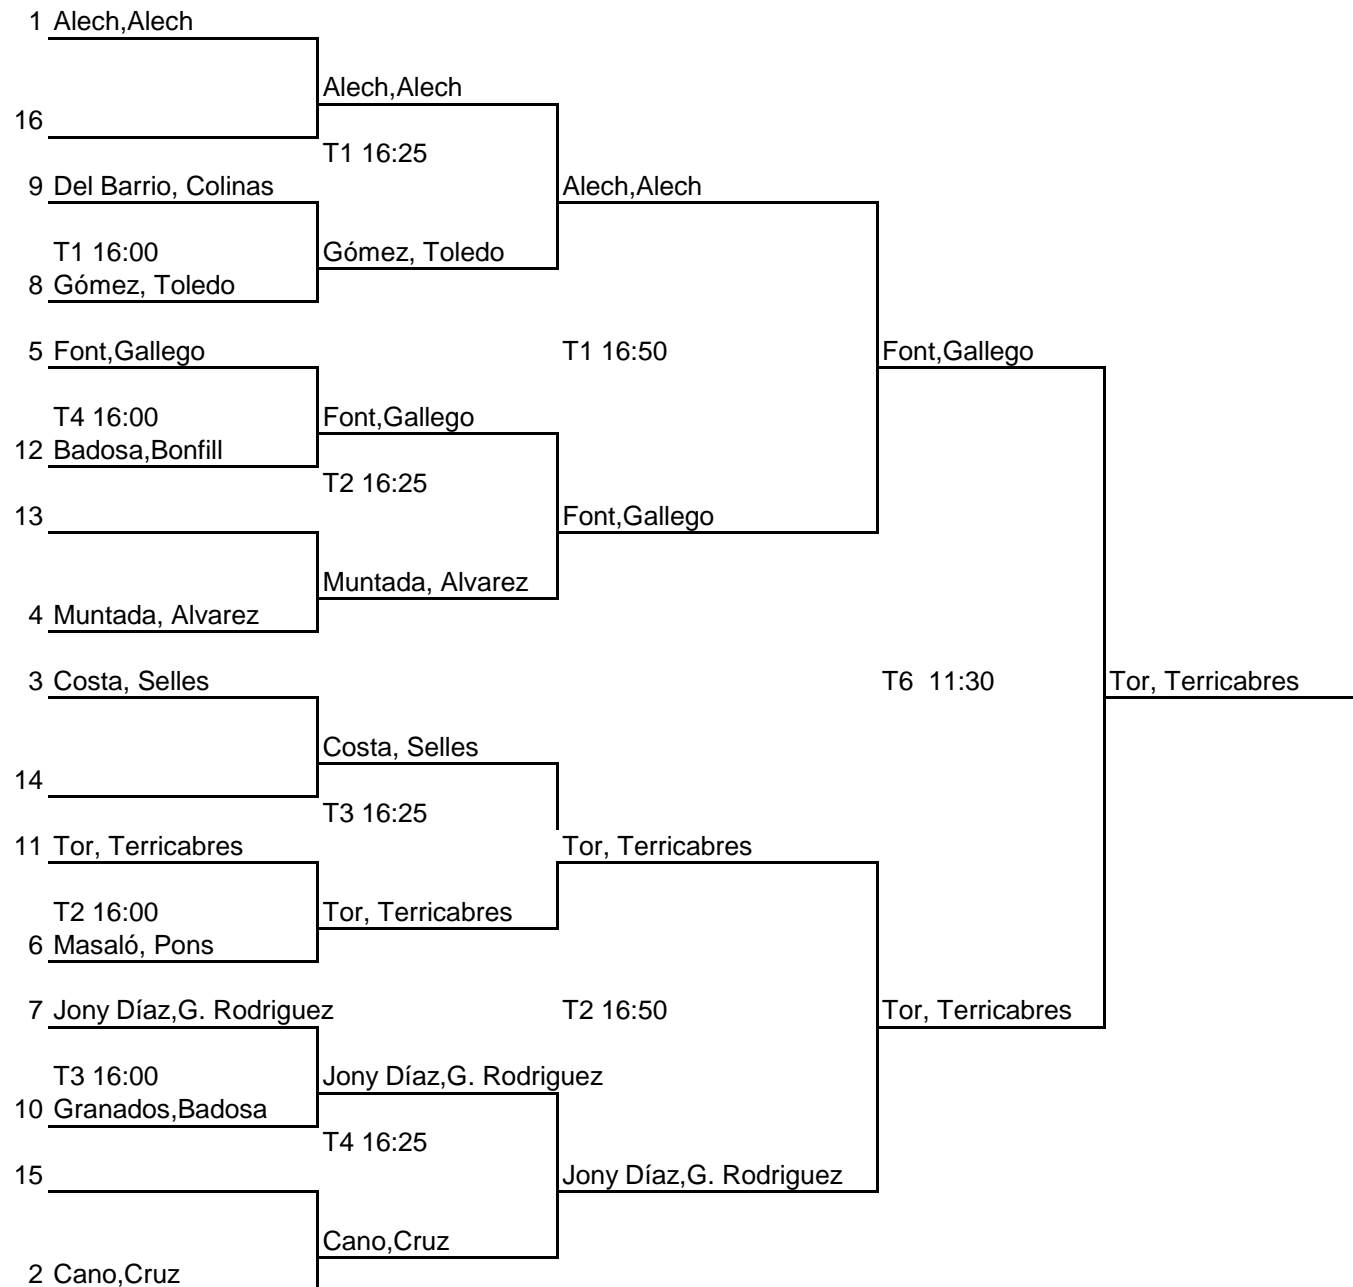 1 Alech,Alech
Alech,Alech
16
T1 16:25
9 Del Barrio, Colinas
Alech,Alech
T1 16:00
Gómez, Toledo
8 Gómez, Toledo
5 Font,Gallego
T1 16:50
Font,Gallego
T4 16:00
Font,Gallego
12 Badosa,Bonfill
T2 16:25
13
Font,Gallego
Muntada, Alvarez
4 Muntada, Alvarez
3 Costa, Selles
T6 11:30
Tor, Terricabres
Costa, Selles
14
T3 16:25
11 Tor, Terricabres
Tor, Terricabres
T2 16:00
Tor, Terricabres
6 Masaló, Pons
7 Jony Díaz,G. Rodriguez
T2 16:50
Tor, Terricabres
T3 16:00
Jony Díaz,G. Rodriguez
10 Granados,Badosa
T4 16:25
15
Jony Díaz,G. Rodriguez
Cano,Cruz
2 Cano,Cruz